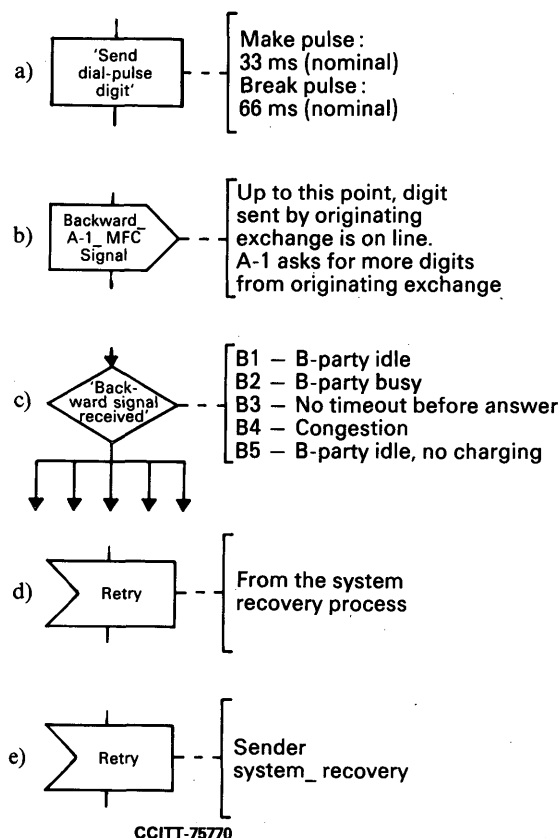 a)
'Send
dial-pulse
digit'
Make pulse :
33 ms (nominal)
Break pulse :
66 ms (nominal)
b)
Backward_
A-1_ MFC_
Signal
Up to this point, digit
sent by originating
exchange is on line.
A-1 asks for more digits
from originating exchange
c)
'Back-
ward signal
received'
B1 – B-party idle
B2 – B-party busy
B3 – No timeout before answer
B4 – Congestion
B5 – B-party idle, no charging
d)
Retry
From the system
recovery process
e)
Retry
Sender
system_ recovery
CCITT-75770